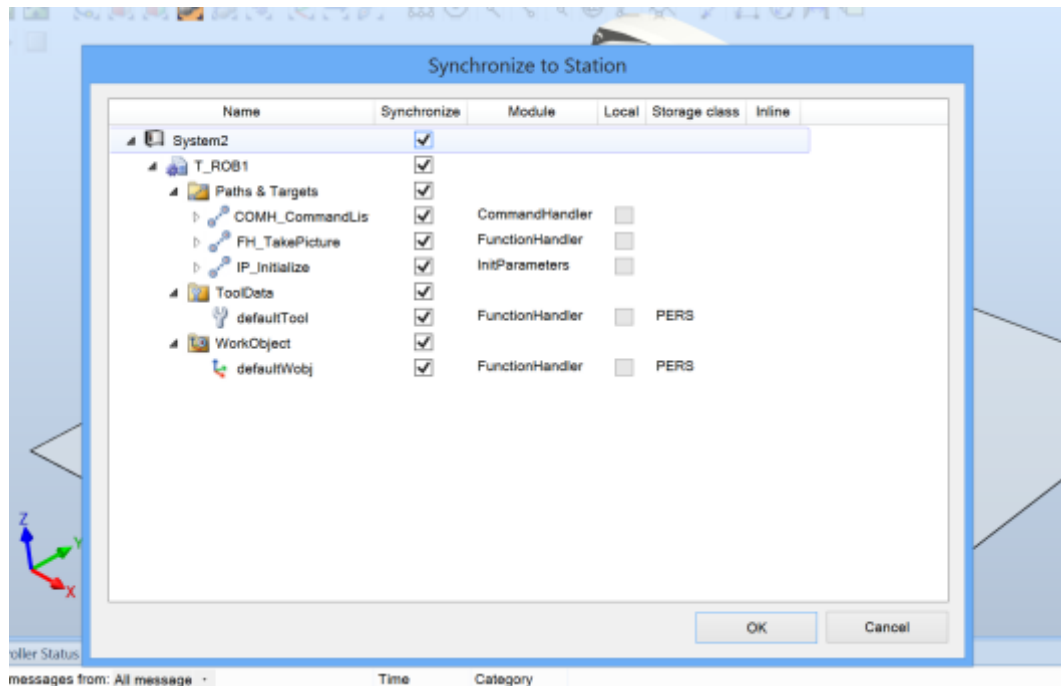 Synchronize to Station
Name Synchronize Module Local Storage class Inline
System2
T_ROB1
Paths & Targets
COMH_CommandLis CommandHandler
FH_TakePicture FunctionHandler
IP_Initialize InitParameters
ToolData
defaultTool FunctionHandler PERS
WorkObject
defaultWobj FunctionHandler PERS
Z
Y
X
OK Cancel
oller Status
messages from: All message Time Category